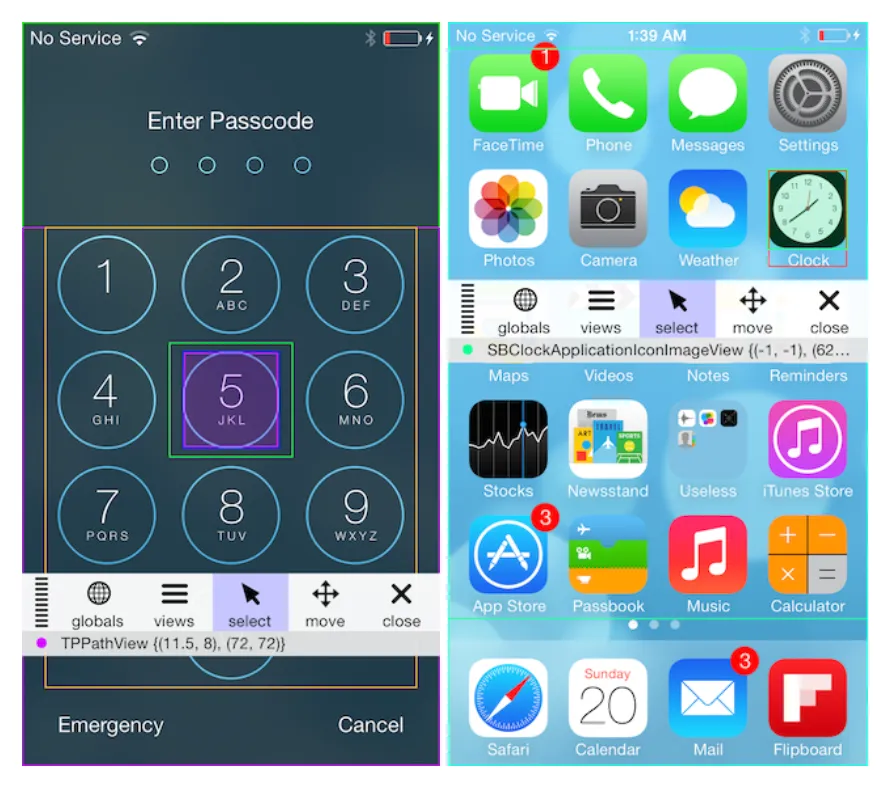 No Service
Enter Passcode
1
2
ABC
3
DEF
4
GHI
5
JKL
6
MNO
7
PQRS
8
TUV
9
WXYZ
globals
views
select
move
close
TPPathView {(11.5, 8), (72, 72)}
Emergency
Cancel
No Service
1:39 AM
1
FaceTime
Phone
Messages
Settings
Photos
Camera
Weather
Clock
globals
views
select
move
close
SBClockApplicationIconImageView {(-1, -1), (62...
Maps
Videos
Notes
Reminders
ART
TRAVEL
SPORTS
Stocks
Newsstand
Useless
iTunes Store
3
App Store
Passbook
Music
Calculator
3
Sunday
20
Safari
Calendar
Mail
Flipboard